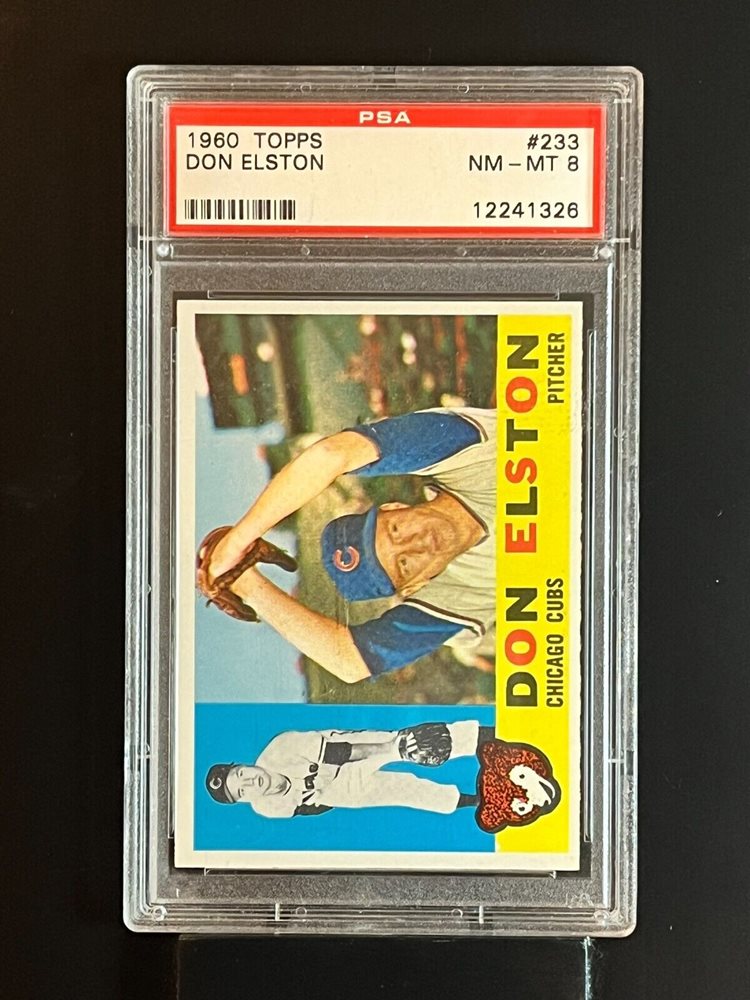 PSA
1960 TOPPS #233
DON ELSTON NM - MT 8
12241326
DON ELSTON
CHICAGO CUBS PITCHER
C
C